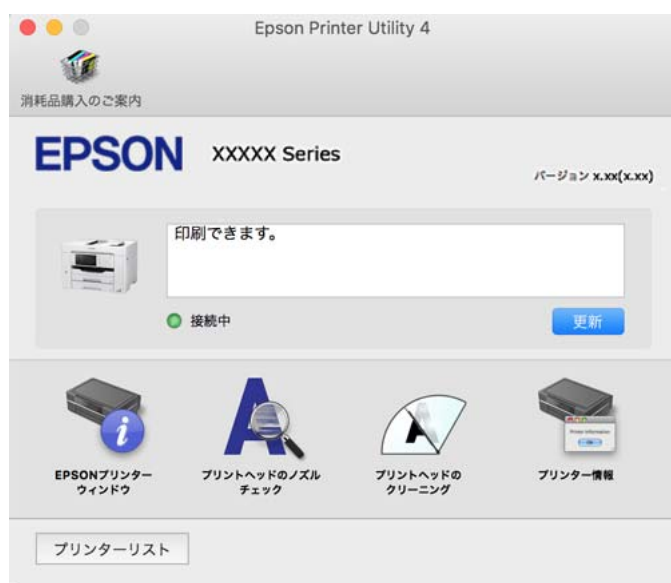 Epson Printer Utility 4
消耗品購入のご案内
EPSON XXXXX Series
バージョン x.xx(x.xx)
印刷できます。
接続中
更新
EPSONプリンター
ウィンドウ
プリントヘッドのノズル
チェック
プリントヘッドの
クリーニング
Printer Information
プリンター情報
プリンターリスト